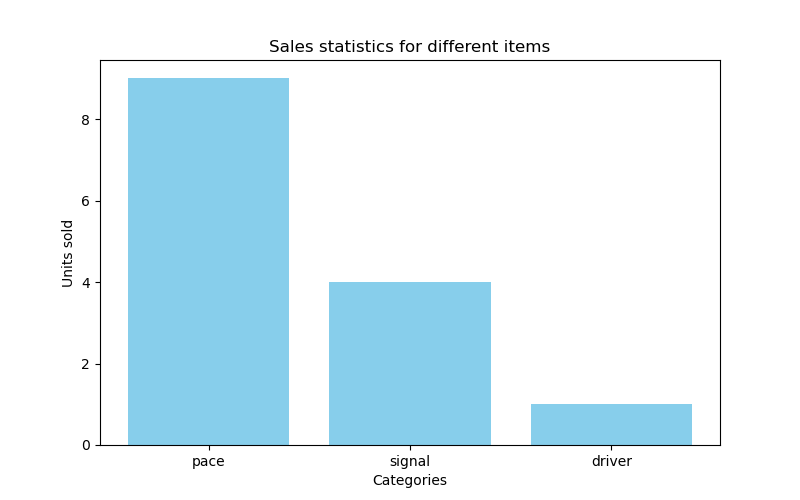 Sales statistics for different items
Units sold
8
6
4
2
0
pace signal driver
Categories